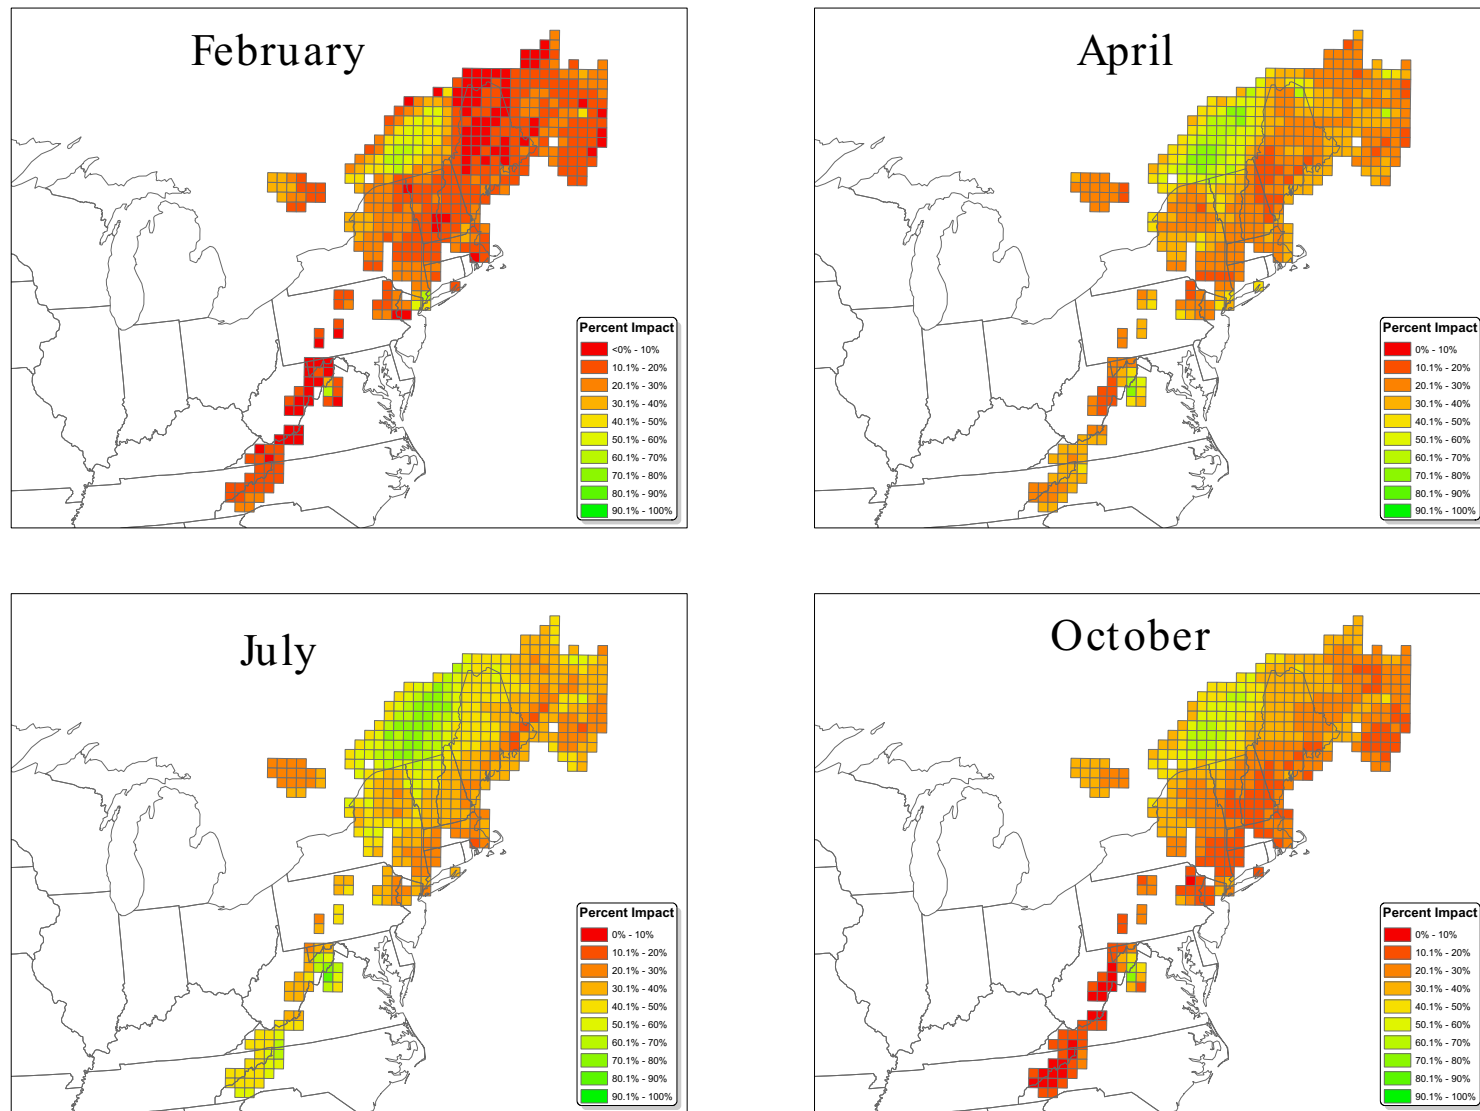 February
Percent Impact
<0% - 10%
10.1% - 20%
20.1% - 30%
30.1% - 40%
40.1% - 50%
50.1% - 60%
60.1% - 70%
70.1% - 80%
80.1% - 90%
90.1% - 100%
April
Percent Impact
0% - 10%
10.1% - 20%
20.1% - 30%
30.1% - 40%
40.1% - 50%
50.1% - 60%
60.1% - 70%
70.1% - 80%
80.1% - 90%
90.1% - 100%
July
Percent Impact
0% - 10%
10.1% - 20%
20.1% - 30%
30.1% - 40%
40.1% - 50%
50.1% - 60%
60.1% - 70%
70.1% - 80%
80.1% - 90%
90.1% - 100%
October
Percent Impact
0% - 10%
10.1% - 20%
20.1% - 30%
30.1% - 40%
40.1% - 50%
50.1% - 60%
60.1% - 70%
70.1% - 80%
80.1% - 90%
90.1% - 100%